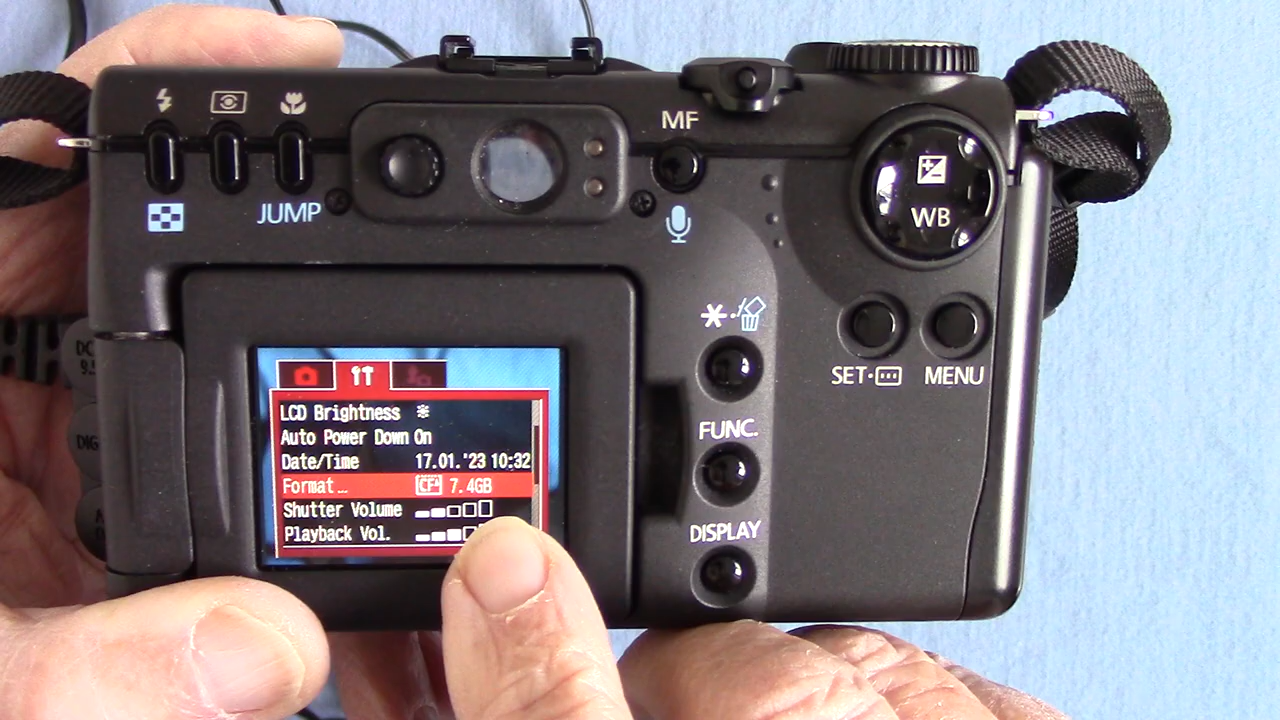 MF
JUMP
WB
SET
MENU
FUNC.
DISPLAY
LCD Brightness
Auto Power Down On
Date/Time 17.01.'23 10:32
Format… CF 7.4GB
Shutter Volume
Playback Vol.